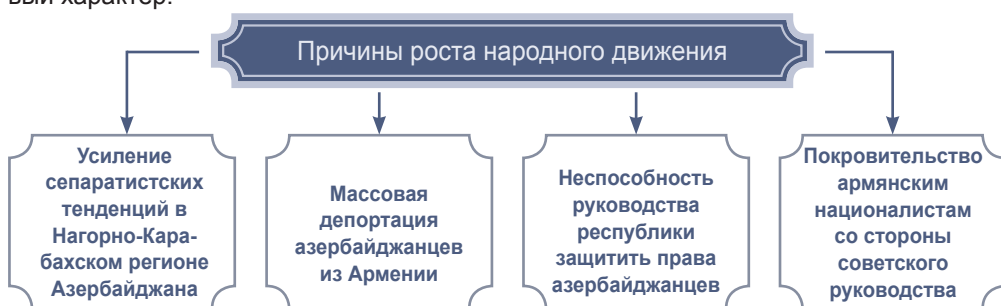 вый характер.
Причины роста народного движения
Усиление
сепаратистских
тенденций в
Нагорно-Кара-
бахском регионе
Азербайджана
Массовая
депортация
азербайджанцев
из Армении
Неспособность
руководства
республики
защитить права
азербайджанцев
Покровительство
армянским
националистам
со стороны
советского
руководства